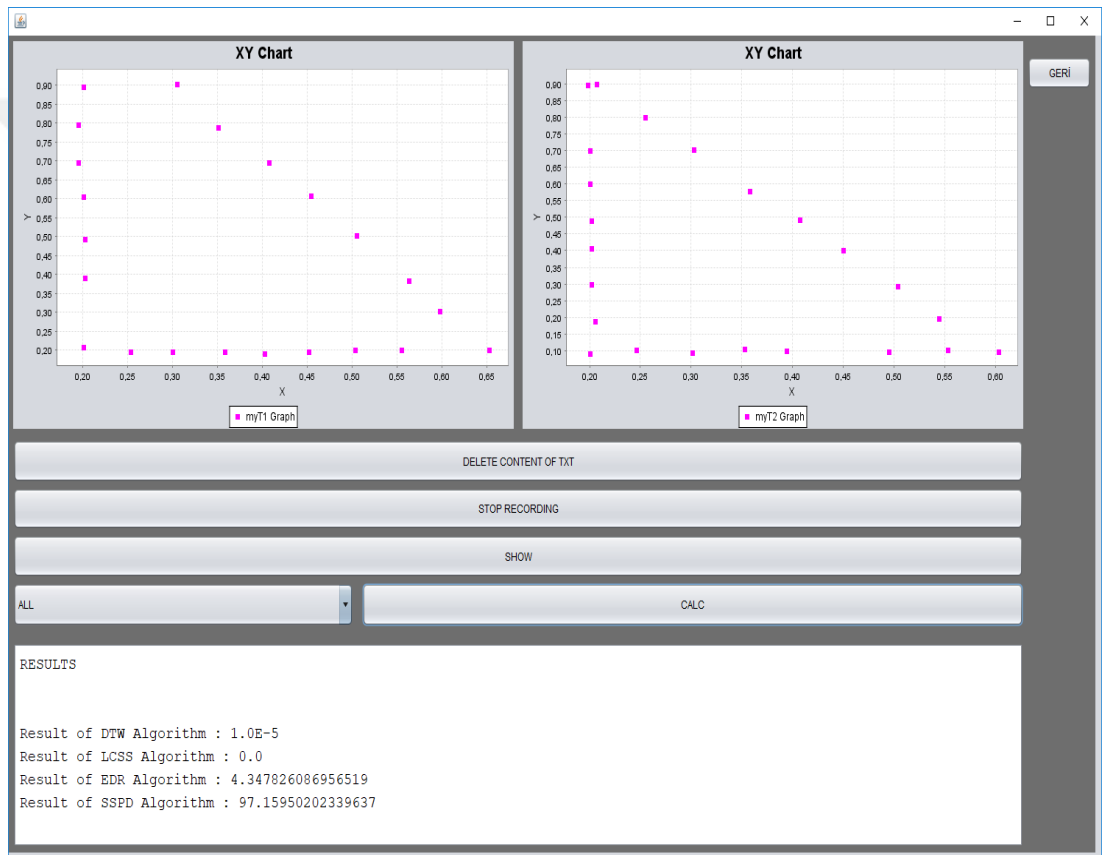 XY Chart
0,90
0,85
0,80
0,75
0,70
0,65
0,60
Y
0,55
0,50
0,45
0,40
0,35
0,30
0,25
0,20
0,20 0,25 0,30 0,35 0,40 0,45 0,50 0,55 0,60 0,65
X
myT1 Graph
XY Chart
0,90
0,85
0,80
0,75
0,70
0,65
0,60
0,55
Y
0,50
0,45
0,40
0,35
0,30
0,25
0,20
0,15
0,10
0,20 0,25 0,30 0,35 0,40 0,45 0,50 0,55 0,60
X
myT2 Graph
GERİ
DELETE CONTENT OF TXT
STOP RECORDING
SHOW
ALL
CALC
RESULTS
Result of DTW Algorithm : 1.0E-5
Result of LCSS Algorithm : 0.0
Result of EDR Algorithm : 4.347826086956519
Result of SSPD Algorithm : 97.15950202339637